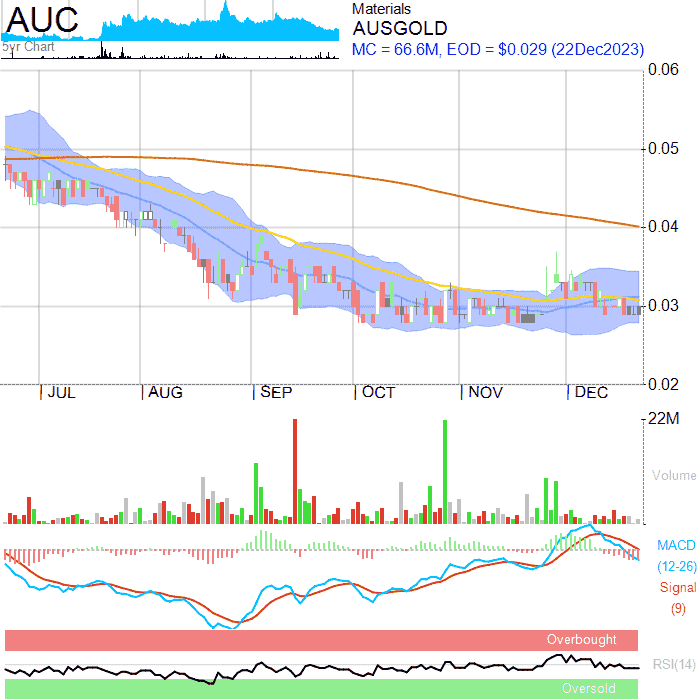 AUC
5yr Chart
Materials
AUSGOLD
MC = 66.6M, EOD = $0.029 (22Dec2023)
0.06
0.05
0.04
0.03
0.02
JUL AUG SEP OCT NOV DEC
22M
Volume
MACD
(12-26)
Signal
(9)
Overbought
RSI(14)
Oversold